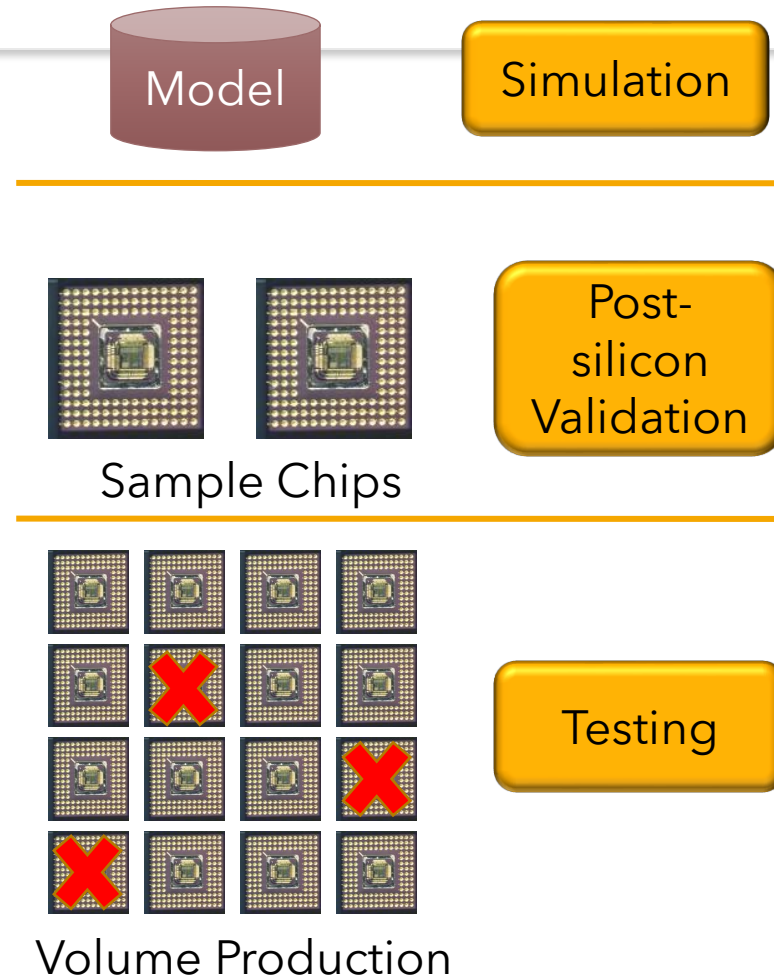 Model
Simulation
Post-
silicon
Validation
Sample Chips
Testing
Volume Production